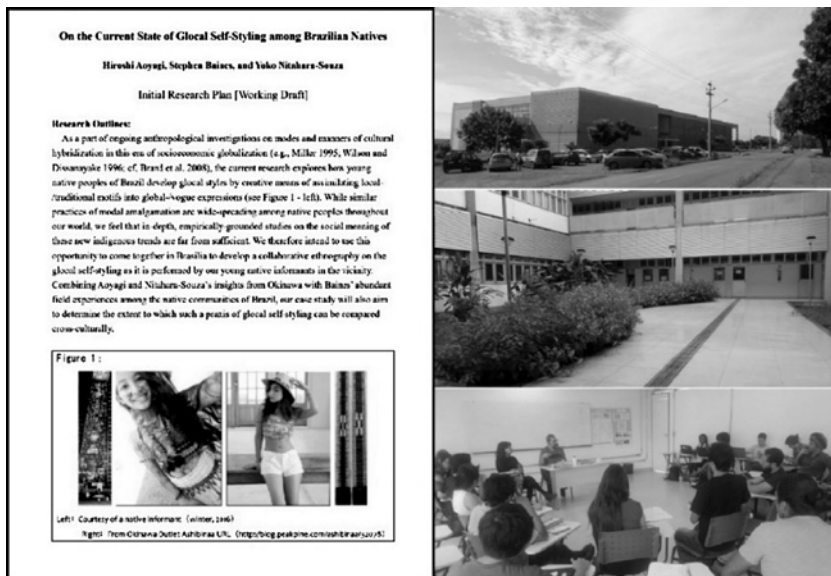 On the Current State of Glocal Self-Styling among Brazilian Natives
Hiroshi Aoyagi, Stephen Baines, and Yuko Nitahara-Souza
Initial Research Plan [Working Draft]
Research Outlines:
As a part of ongoing anthropological investigations on modes and manners of cultural
hybridization in this era of socioeconomic globalization (e.g., Miller 1995, Wilson and
Dissanayake 1996; cf. Brand et al. 2008), the current research explores how young
native peoples of Brazil develop glocal styles by creative means of assimilating local-
/traditional motifs into global-/vogue expressions (see Figure 1 - left). While similar
practices of modal amalgamation are wide-spreading among native peoples throughout
our world, we feel that in-depth, empirically-grounded studies on the social meaning of
these new indigenous trends are far from sufficient. We therefore intend to use this
opportunity to come together in Brasilia to develop a collaborative ethnography on the
glocal self-styling as it is performed by our young native informants in the vicinity.
Combining Aoyagi and Nitahara-Souza's insights from Okinawa with Baines' abundant
field experiences among the native communities of Brazil, our case study will also aim
to determine the extent to which such a praxis of glocal self styling can be compared
cross-culturally.
Figure 1:
Left: Courtesy of a native informant (winter, 2016)
Right: From Okinawa Outlet Ashibinaa URL (http://blog.peakpine.com/ashibinaa/32078)